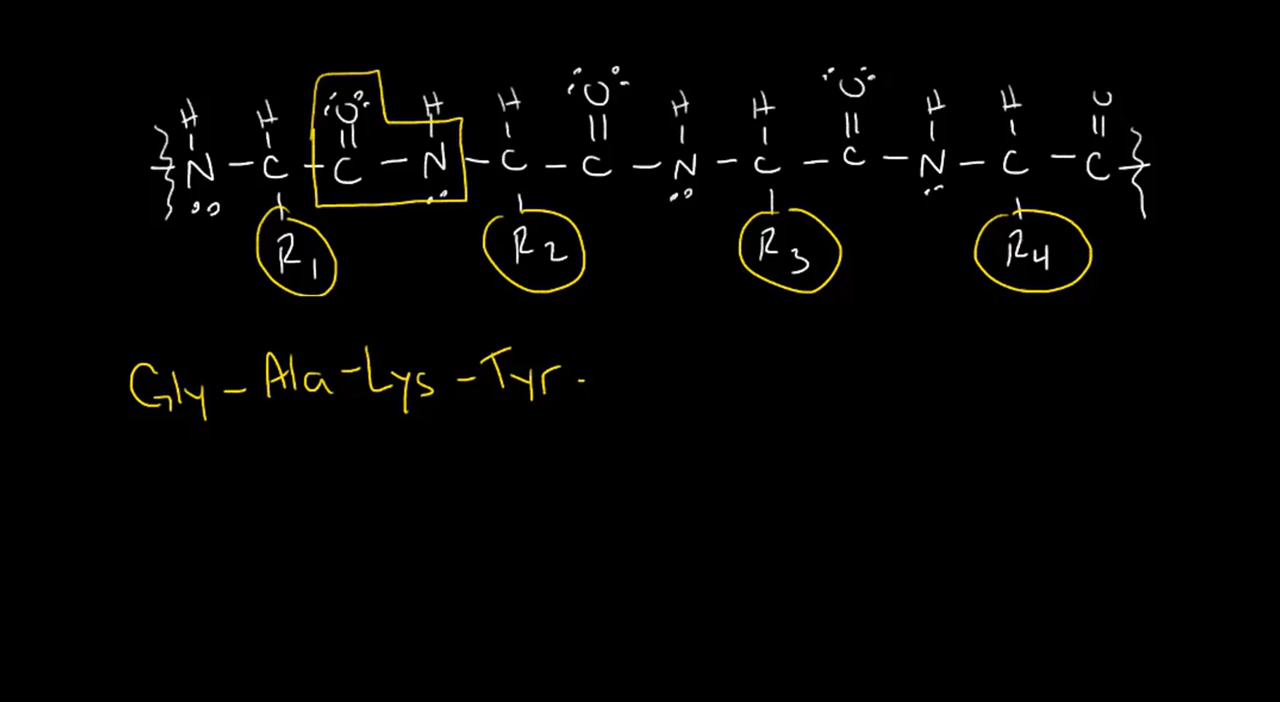 H H O H H O H H O H H O
N - C - C - N - C - C - N - C - C - N - C - C
R1 R2 R3 R4
Gly - Ala - Lys - Tyr -